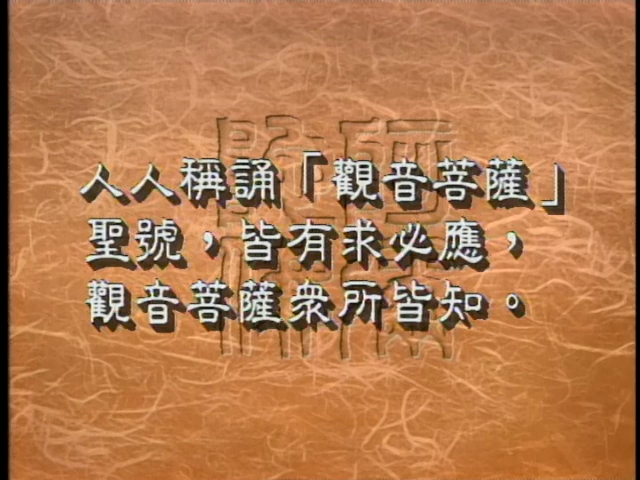 人人稱誦「觀音菩薩」
聖號，皆有求必應，
觀音菩薩衆所皆知。